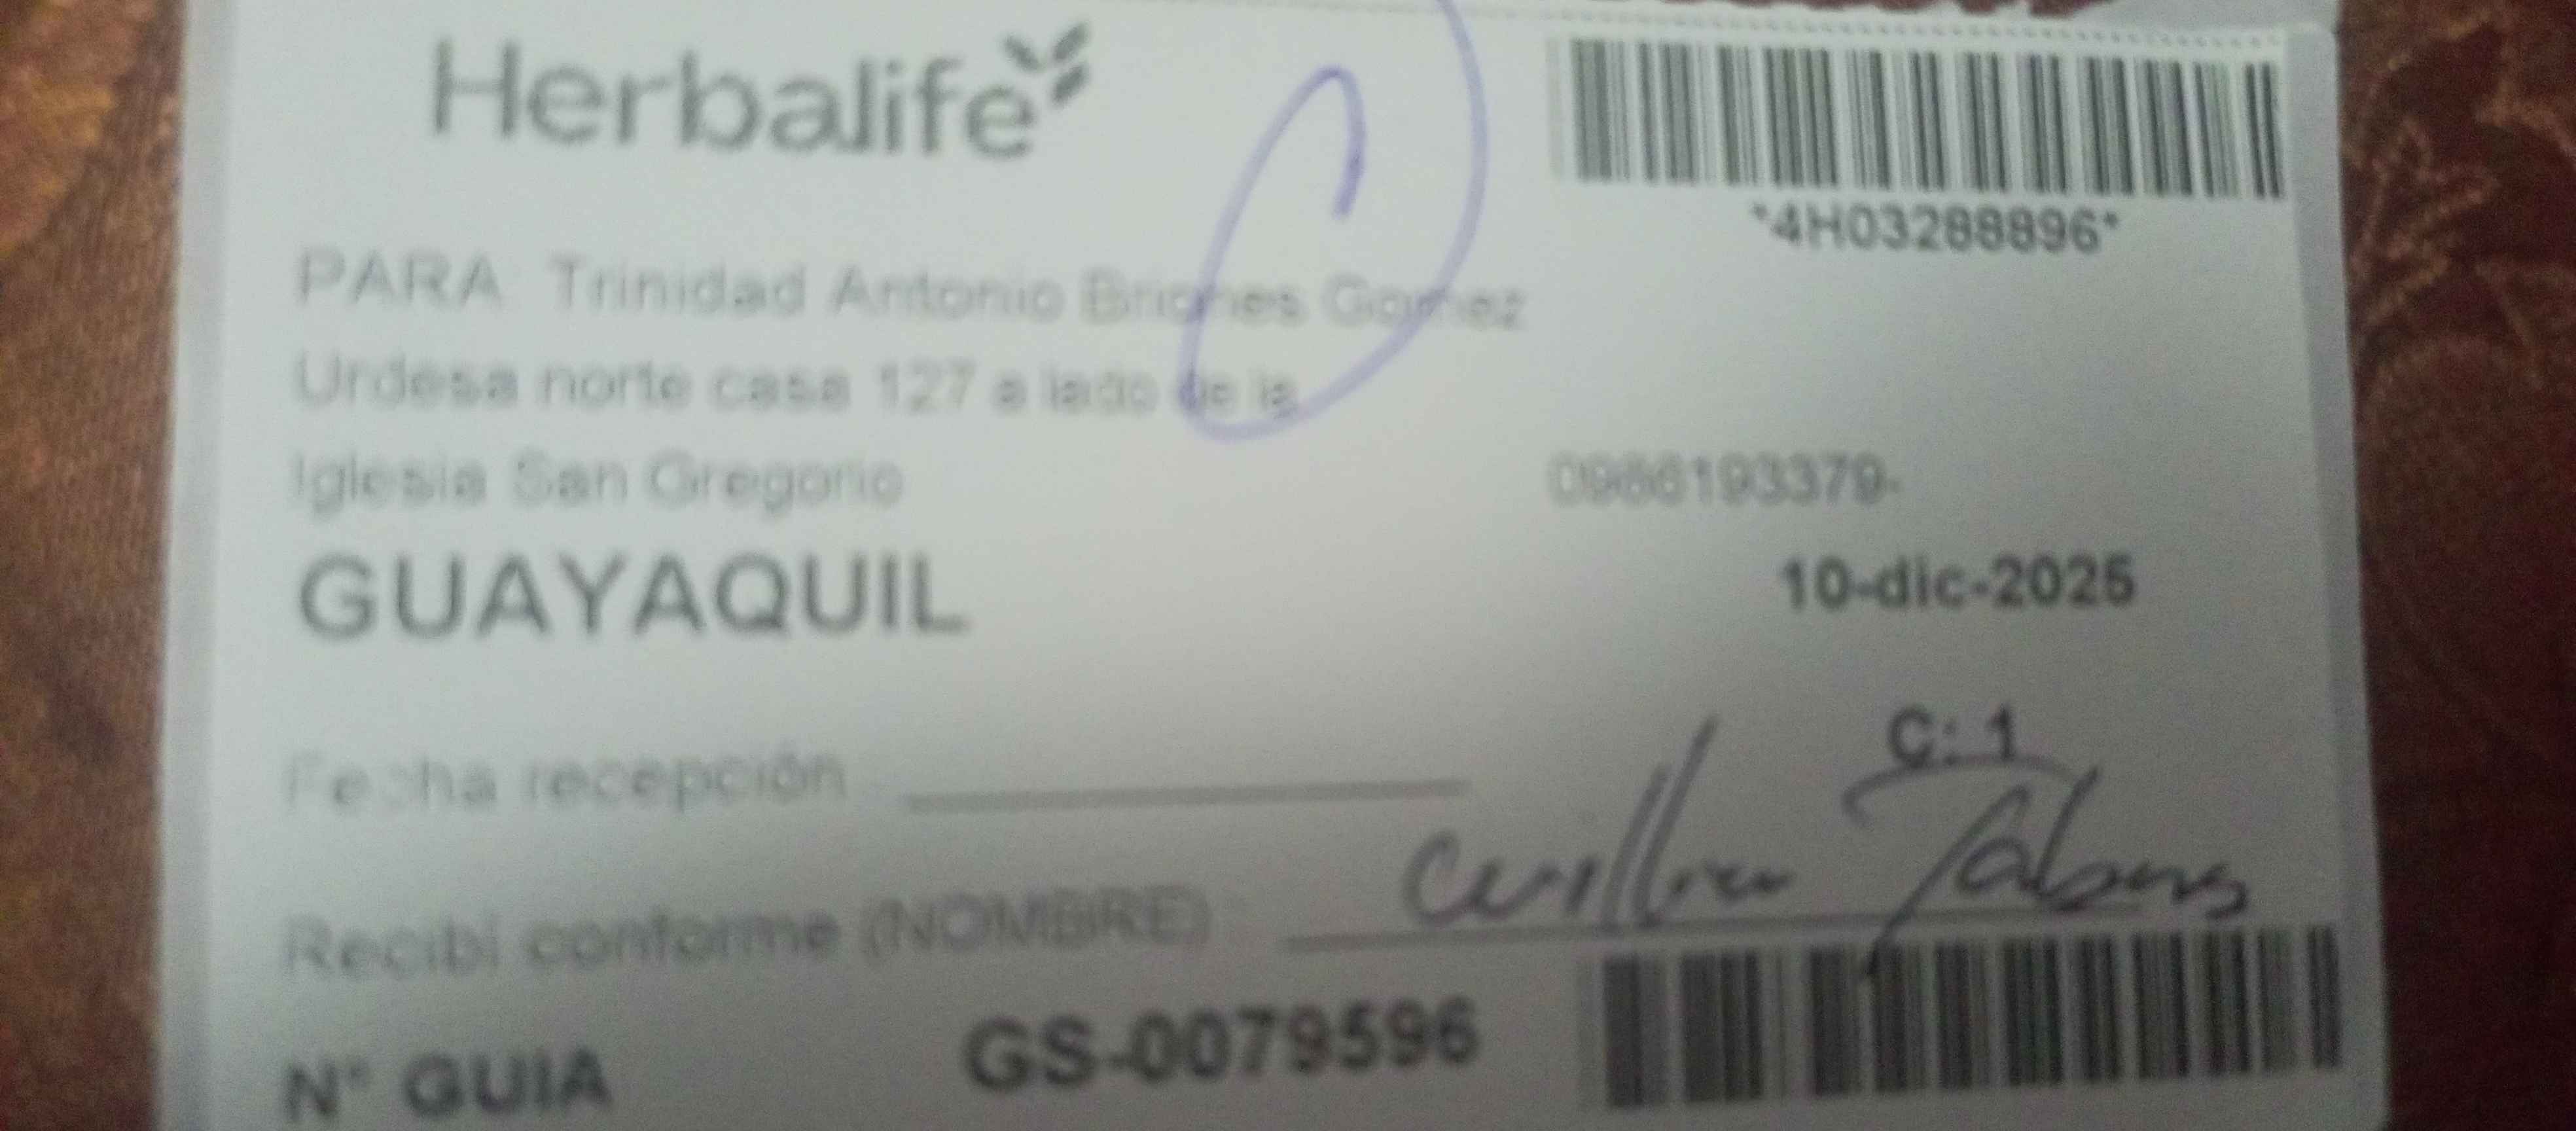 Herbalife
*4H03288896*
PARA Trinidad Antonio Briones Gomez
Urdesa norte casa 127 a lado de la
Iglesia San Gregorio
0986193379-
GUAYAQUIL
10-dic-2025
C: 1
Fecha recepción
Recibi conforme (NOMBRE)
N° GUIA GS-0079596